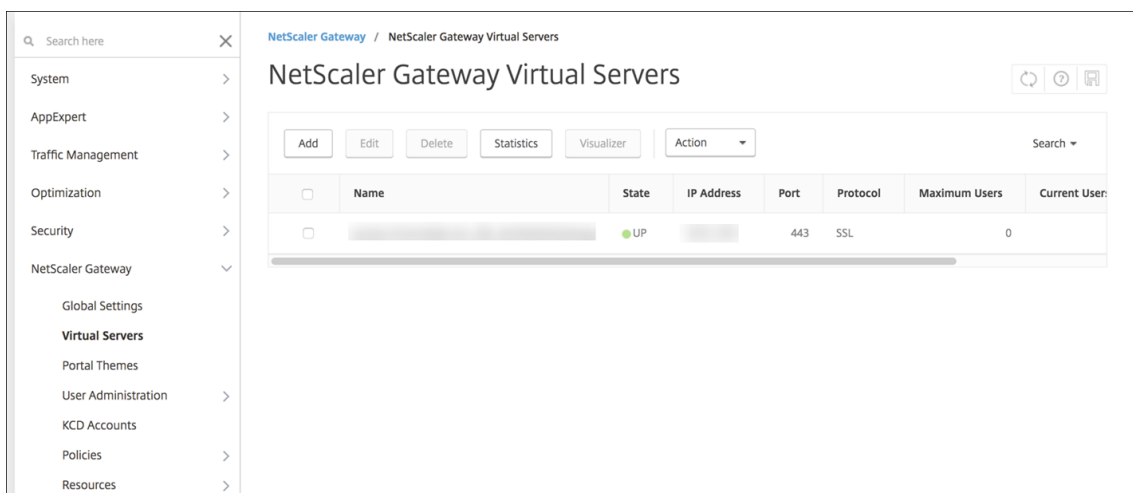 Search here
NetScaler Gateway / NetScaler Gateway Virtual Servers
System
NetScaler Gateway Virtual Servers
AppExpert
Traffic Management
Add Edit Delete Statistics Visualizer Action Search
Optimization
Name State IP Address Port Protocol Maximum Users Current Users
Security
UP 443 SSL 0
NetScaler Gateway
Global Settings
Virtual Servers
Portal Themes
User Administration
KCD Accounts
Policies
Resources